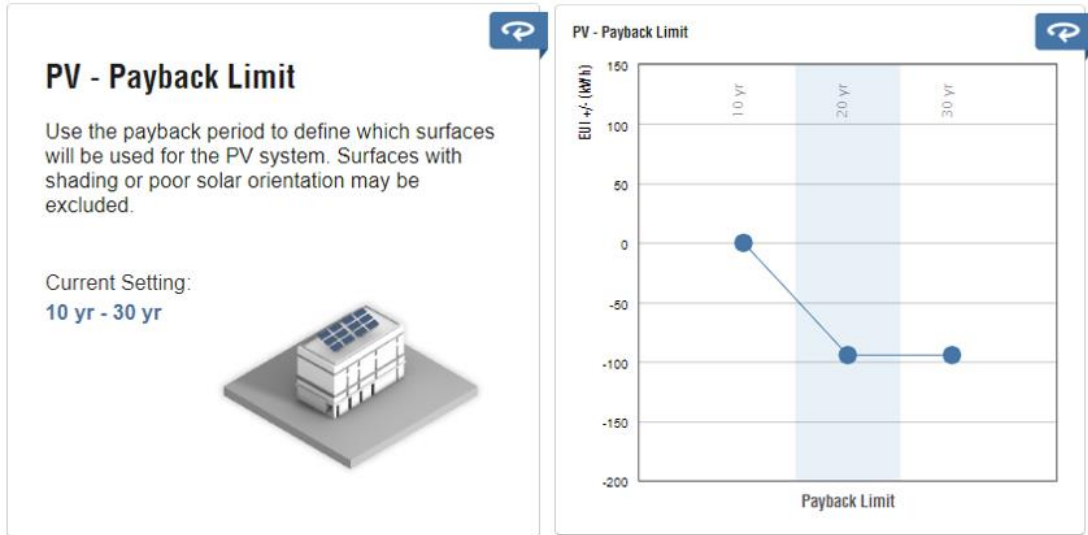 PV - Payback Limit
Use the payback period to define which surfaces
will be used for the PV system. Surfaces with
shading or poor solar orientation may be
excluded.
Current Setting:
10 yr - 30 yr
PV - Payback Limit
EUI +/- (kWh)
150
100
50
0
-50
-100
-150
-200
10 yr
20 yr
30 yr
Payback Limit